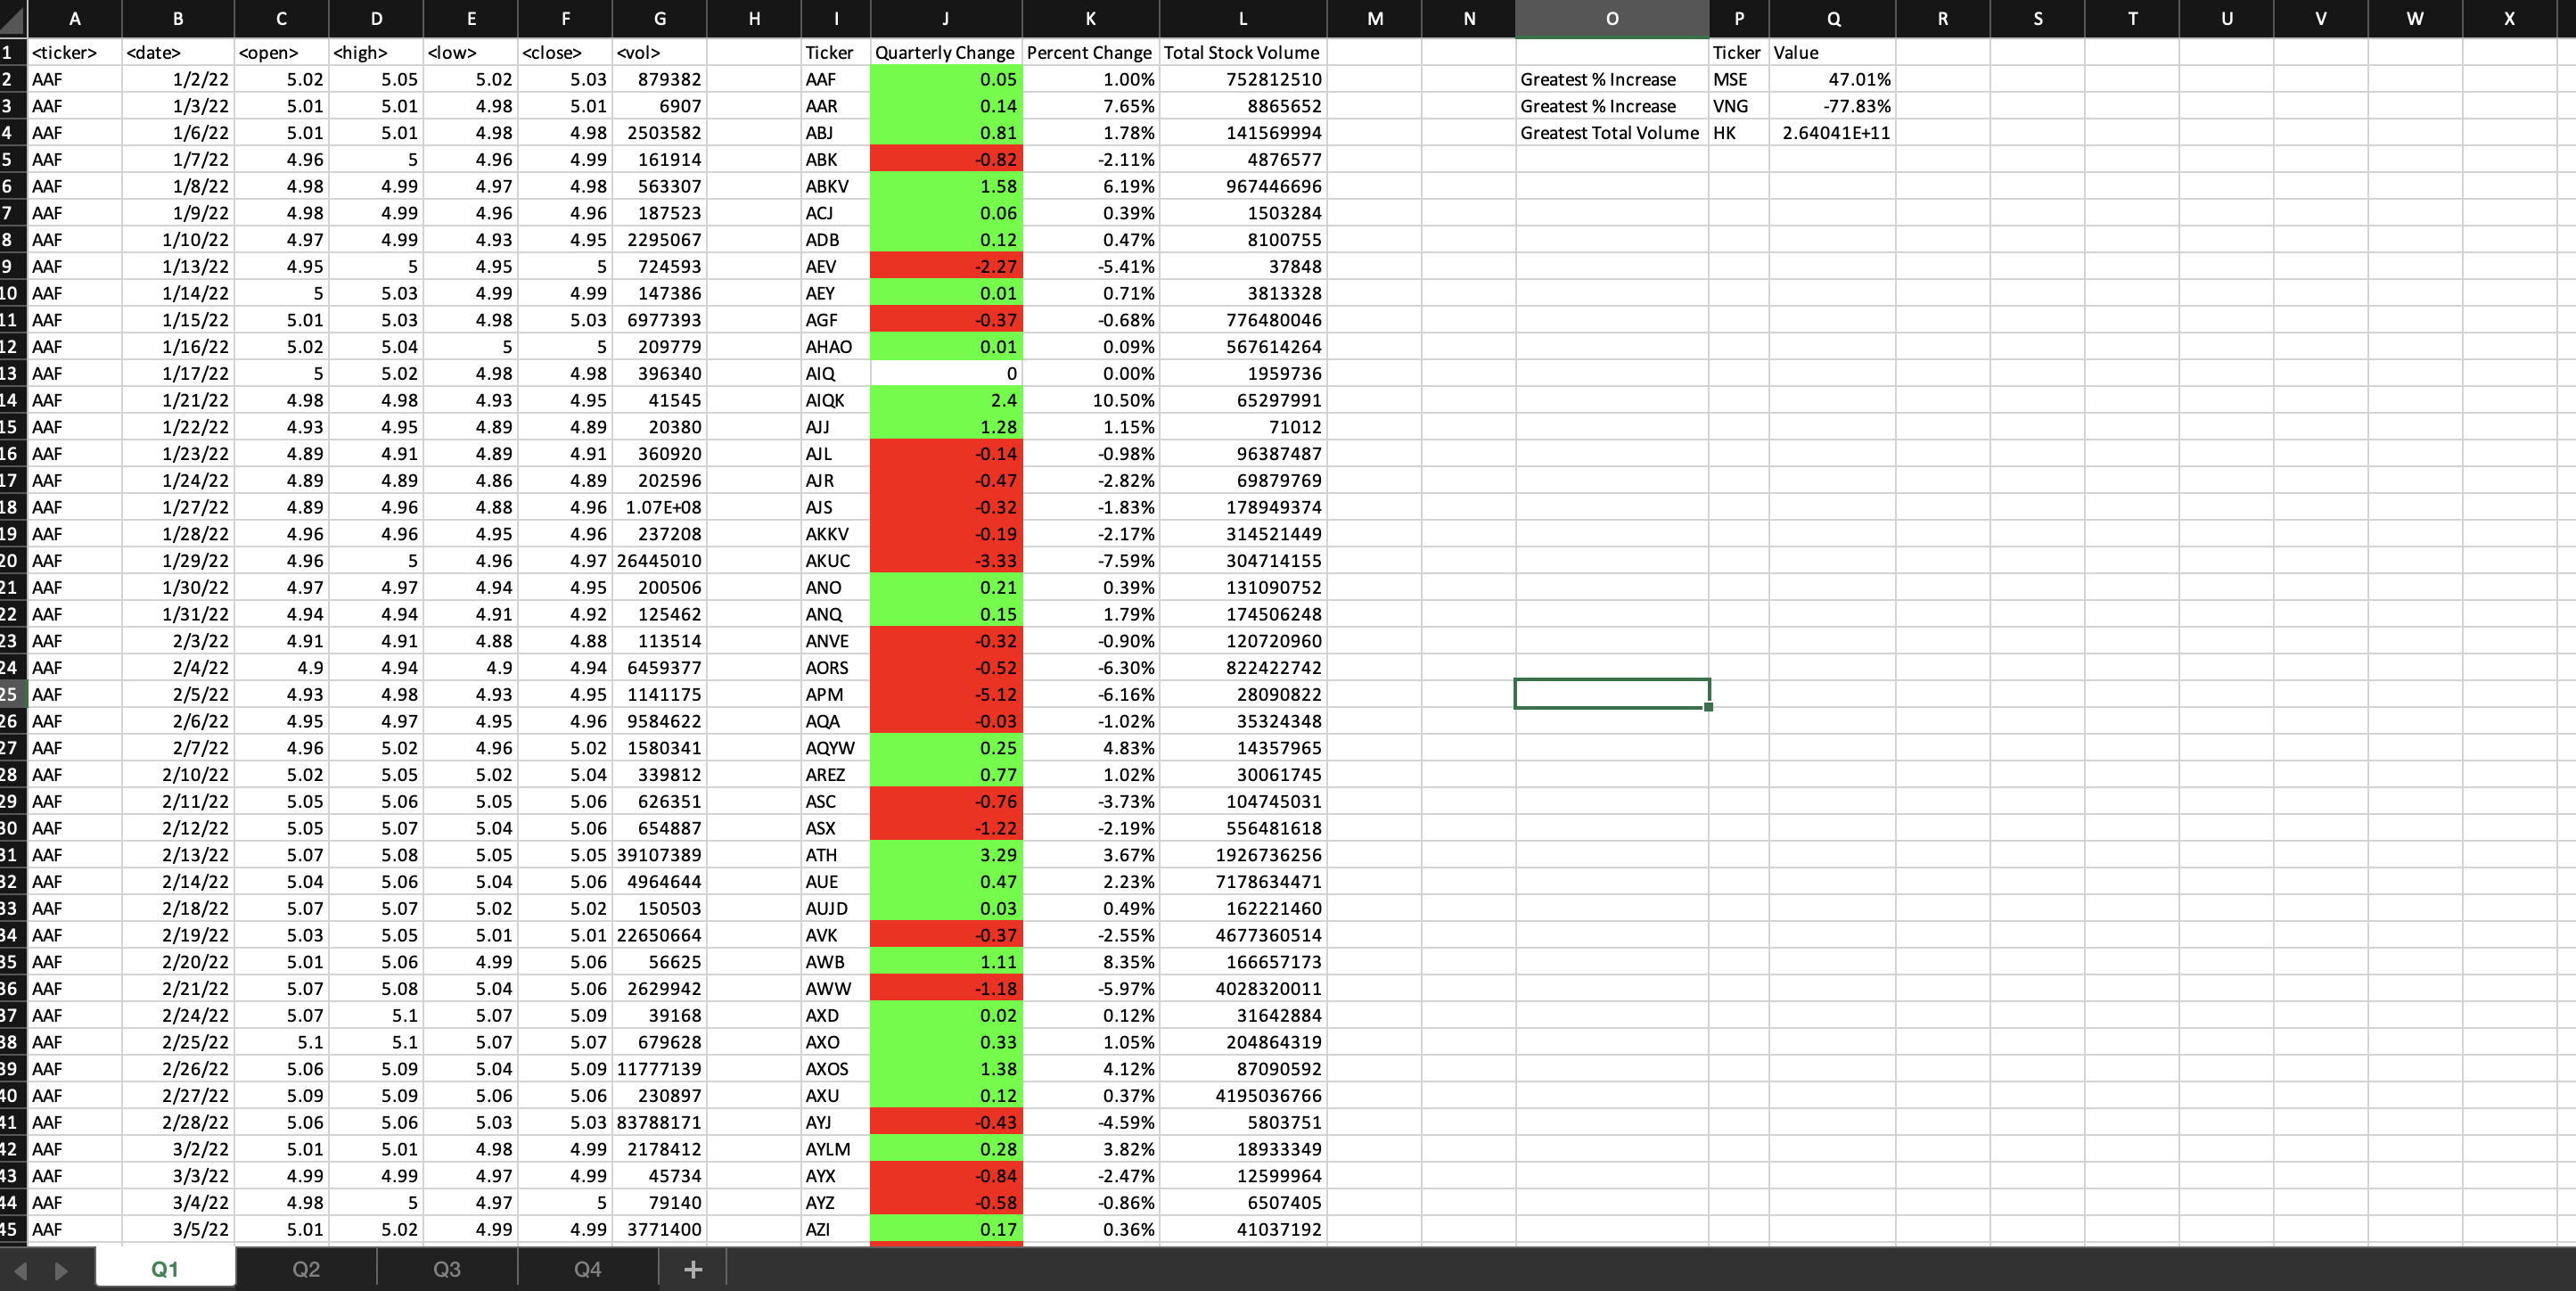 A B C D E F G H I J K L M N O P Q R S T U V W X
1 <ticker> <date> <open> <high> <low> <close> <vol> Ticker Quarterly Change Percent Change Total Stock Volume Ticker Value
2 AAF 1/2/22 5.02 5.05 5.02 5.03 879382 AAF 0.05 1.00% 752812510 Greatest % Increase MSE 47.01%
3 AAF 1/3/22 5.01 5.01 4.98 5.01 6907 AAR 0.14 7.65% 8865652 Greatest % Increase VNG -77.83%
4 AAF 1/6/22 5.01 5.01 4.98 4.98 2503582 ABJ 0.81 1.78% 141569994 Greatest Total Volume HK 2.64041E+11
5 AAF 1/7/22 4.96 5 4.96 4.99 161914 ABK -0.82 -2.11% 4876577
6 AAF 1/8/22 4.98 4.99 4.97 4.98 563307 ABKV 1.58 6.19% 967446696
7 AAF 1/9/22 4.98 4.99 4.96 4.96 187523 ACJ 0.06 0.39% 1503284
8 AAF 1/10/22 4.97 4.99 4.93 4.95 2295067 ADB 0.12 0.47% 8100755
9 AAF 1/13/22 4.95 5 4.95 5 724593 AEV -2.27 -5.41% 37848
10 AAF 1/14/22 5 5.03 4.99 4.99 147386 AEY 0.01 0.71% 3813328
11 AAF 1/15/22 5.01 5.03 4.98 5.03 6977393 AGF -0.37 -0.68% 776480046
12 AAF 1/16/22 5.02 5.04 5 5 209779 AHAO 0.01 0.09% 567614264
13 AAF 1/17/22 5 5.02 4.98 4.98 396340 AIQ 0 0.00% 1959736
14 AAF 1/21/22 4.98 4.98 4.93 4.95 41545 AIQK 2.4 10.50% 65297991
15 AAF 1/22/22 4.93 4.95 4.89 4.89 20380 AJJ 1.28 1.15% 71012
16 AAF 1/23/22 4.89 4.91 4.89 4.91 360920 AJL -0.14 -0.98% 96387487
17 AAF 1/24/22 4.89 4.89 4.86 4.89 202596 AJR -0.47 -2.82% 69879769
18 AAF 1/27/22 4.89 4.96 4.88 4.96 1.07E+08 AJS -0.32 -1.83% 178949374
19 AAF 1/28/22 4.96 4.96 4.95 4.96 237208 AKKV -0.19 -2.17% 314521449
20 AAF 1/29/22 4.96 5 4.96 4.97 26445010 AKUC -3.33 -7.59% 304714155
21 AAF 1/30/22 4.97 4.97 4.94 4.95 200506 ANO 0.21 0.39% 131090752
22 AAF 1/31/22 4.94 4.94 4.91 4.92 125462 ANQ 0.15 1.79% 174506248
23 AAF 2/3/22 4.91 4.91 4.88 4.88 113514 ANVE -0.32 -0.90% 120720960
24 AAF 2/4/22 4.9 4.94 4.9 4.94 6459377 AORS -0.52 -6.30% 822422742
25 AAF 2/5/22 4.93 4.98 4.93 4.95 1141175 APM -5.12 -6.16% 28090822
26 AAF 2/6/22 4.95 4.97 4.95 4.96 9584622 AQA -0.03 -1.02% 35324348
27 AAF 2/7/22 4.96 5.02 4.96 5.02 1580341 AQYW 0.25 4.83% 14357965
28 AAF 2/10/22 5.02 5.05 5.02 5.04 339812 AREZ 0.77 1.02% 30061745
29 AAF 2/11/22 5.05 5.06 5.05 5.06 626351 ASC -0.76 -3.73% 104745031
30 AAF 2/12/22 5.05 5.07 5.04 5.06 654887 ASX -1.22 -2.19% 556481618
31 AAF 2/13/22 5.07 5.08 5.05 5.05 39107389 ATH 3.29 3.67% 1926736256
32 AAF 2/14/22 5.04 5.06 5.04 5.06 4964644 AUE 0.47 2.23% 7178634471
33 AAF 2/18/22 5.07 5.07 5.02 5.02 150503 AUJD 0.03 0.49% 162221460
34 AAF 2/19/22 5.03 5.05 5.01 5.01 22650664 AVK -0.37 -2.55% 4677360514
35 AAF 2/20/22 5.01 5.06 4.99 5.06 56625 AWB 1.11 8.35% 166657173
36 AAF 2/21/22 5.07 5.08 5.04 5.06 2629942 AWW -1.18 -5.97% 4028320011
37 AAF 2/24/22 5.07 5.1 5.07 5.09 39168 AXD 0.02 0.12% 31642884
38 AAF 2/25/22 5.1 5.1 5.07 5.07 679628 AXO 0.33 1.05% 204864319
39 AAF 2/26/22 5.06 5.09 5.04 5.09 11777139 AXOS 1.38 4.12% 87090592
40 AAF 2/27/22 5.09 5.09 5.06 5.06 230897 AXU 0.12 0.37% 4195036766
41 AAF 2/28/22 5.06 5.06 5.03 5.03 83788171 AYJ -0.43 -4.59% 5803751
42 AAF 3/2/22 5.01 5.01 4.98 4.99 2178412 AYLM 0.28 3.82% 18933349
43 AAF 3/3/22 4.99 4.99 4.97 4.99 45734 AYX -0.84 -2.47% 12599964
44 AAF 3/4/22 4.98 5 4.97 5 79140 AYZ -0.58 -0.86% 6507405
45 AAF 3/5/22 5.01 5.02 4.99 4.99 3771400 AZI 0.17 0.36% 41037192
Q1 Q2 Q3 Q4 +